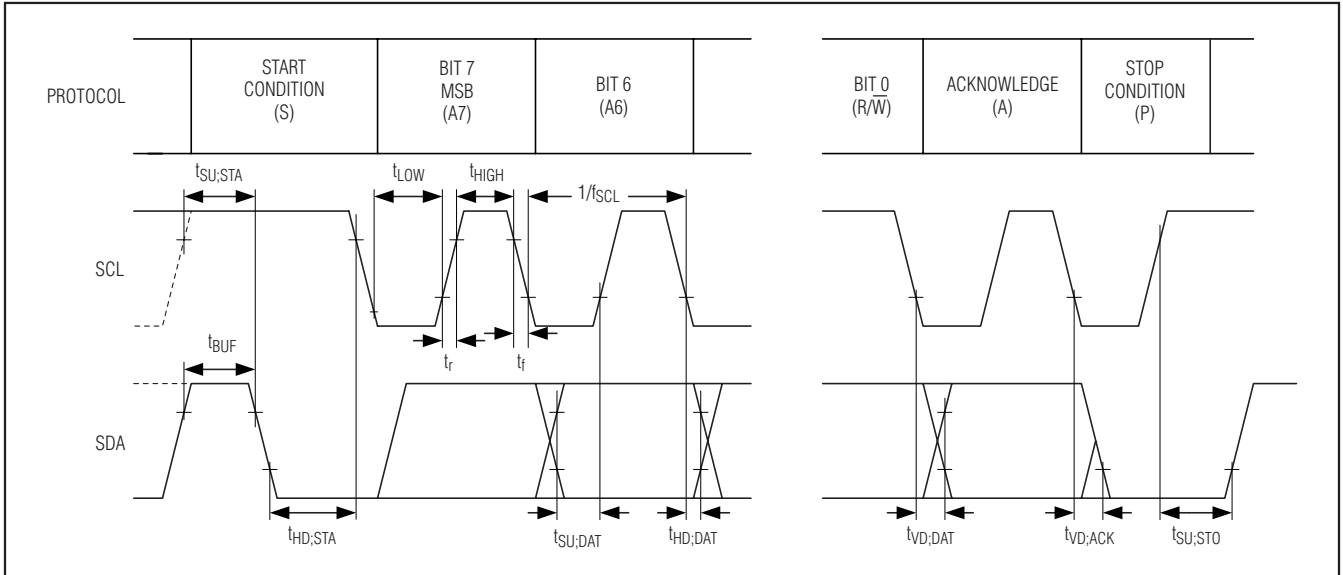 PROTOCOL
START
CONDITION
(S)
BIT 7
MSB
(A7)
BIT 6
(A6)
BIT 0
(R/W̅)
ACKNOWLEDGE
(A)
STOP
CONDITION
(P)
tSU;STA
tLOW
tHIGH
1/fSCL
SCL
tBUF
tr
tf
SDA
tHD;STA
tSU;DAT
tHD;DAT
tVD;DAT
tVD;ACK
tSU;STO